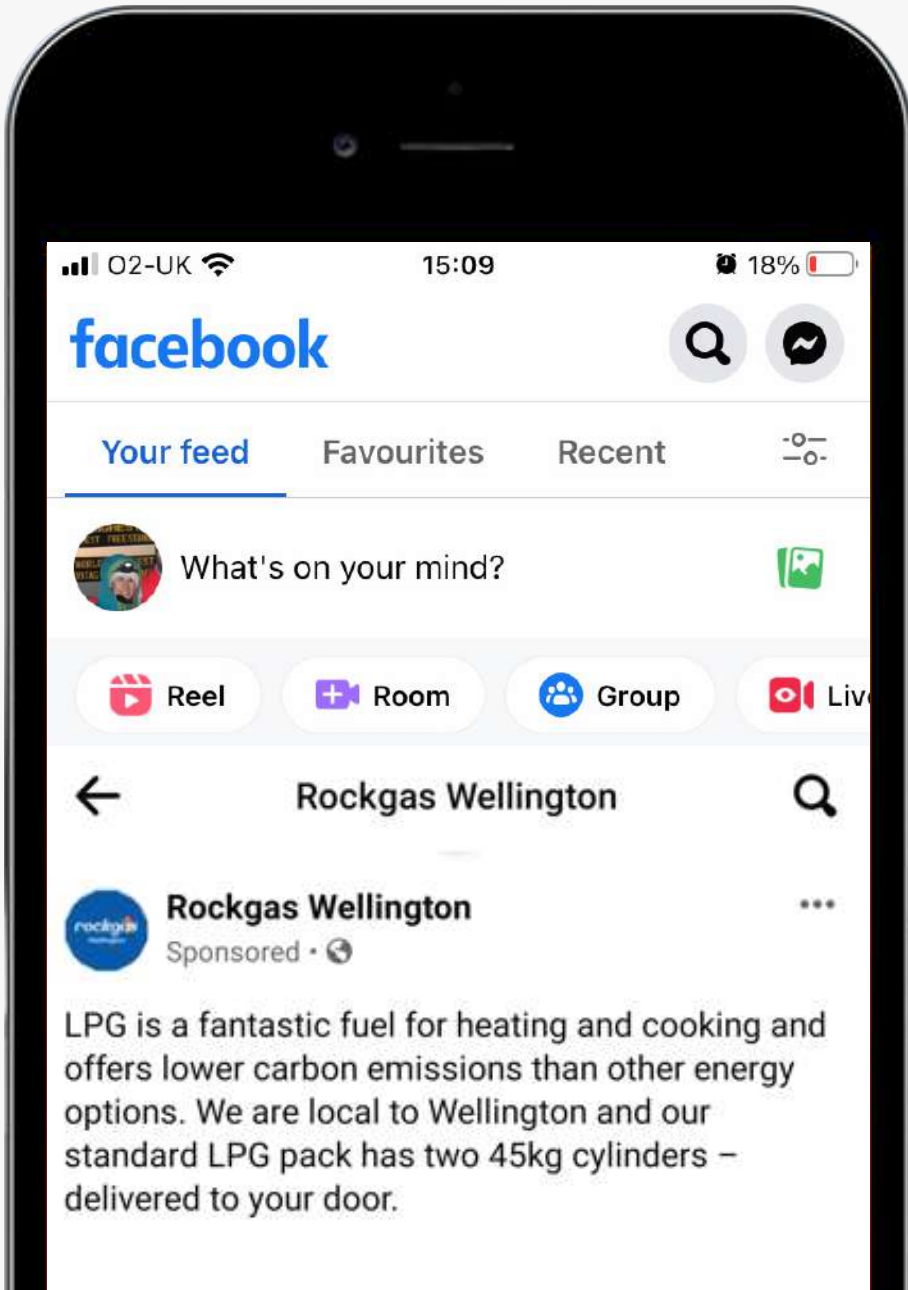 O2-UK 15:09 18%
facebook
Your feed Favourites Recent
What's on your mind?
Reel Room Group Liv
Rockgas Wellington
Rockgas Wellington
rockgas
Sponsored
LPG is a fantastic fuel for heating and cooking and
offers lower carbon emissions than other energy
options. We are local to Wellington and our
standard LPG pack has two 45kg cylinders –
delivered to your door.